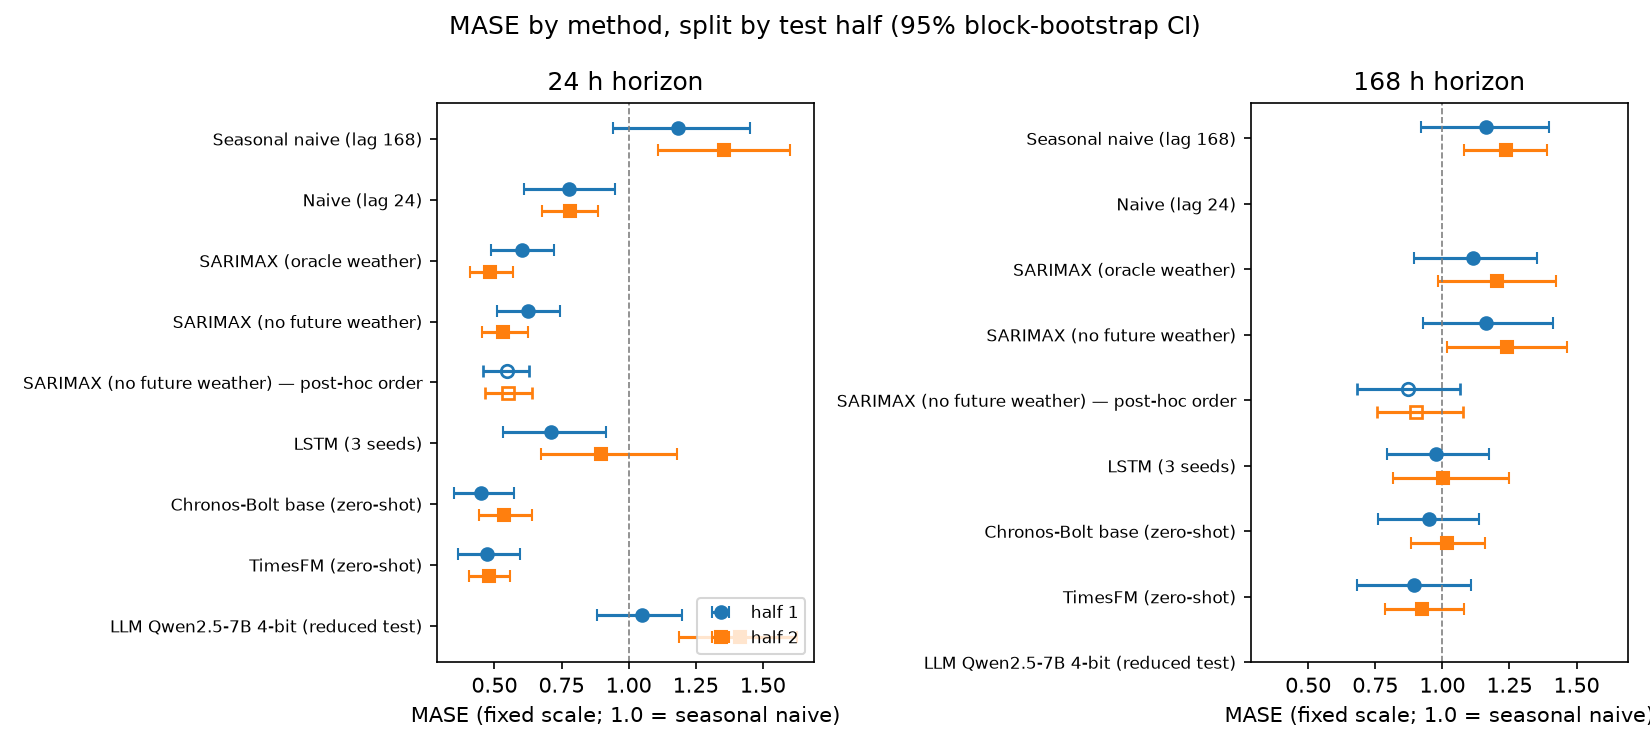 MASE by method, split by test half (95% block-bootstrap CI)
24 h horizon
Seasonal naive (lag 168)
Naive (lag 24)
SARIMAX (oracle weather)
SARIMAX (no future weather)
SARIMAX (no future weather) — post-hoc order
LSTM (3 seeds)
Chronos-Bolt base (zero-shot)
TimesFM (zero-shot)
LLM Qwen2.5-7B 4-bit (reduced test)
half 1
half 2
0.50 0.75 1.00 1.25 1.50
MASE (fixed scale; 1.0 = seasonal naive)
168 h horizon
Seasonal naive (lag 168)
Naive (lag 24)
SARIMAX (oracle weather)
SARIMAX (no future weather)
SARIMAX (no future weather) — post-hoc order
LSTM (3 seeds)
Chronos-Bolt base (zero-shot)
TimesFM (zero-shot)
LLM Qwen2.5-7B 4-bit (reduced test)
0.50 0.75 1.00 1.25 1.50
MASE (fixed scale; 1.0 = seasonal naive)